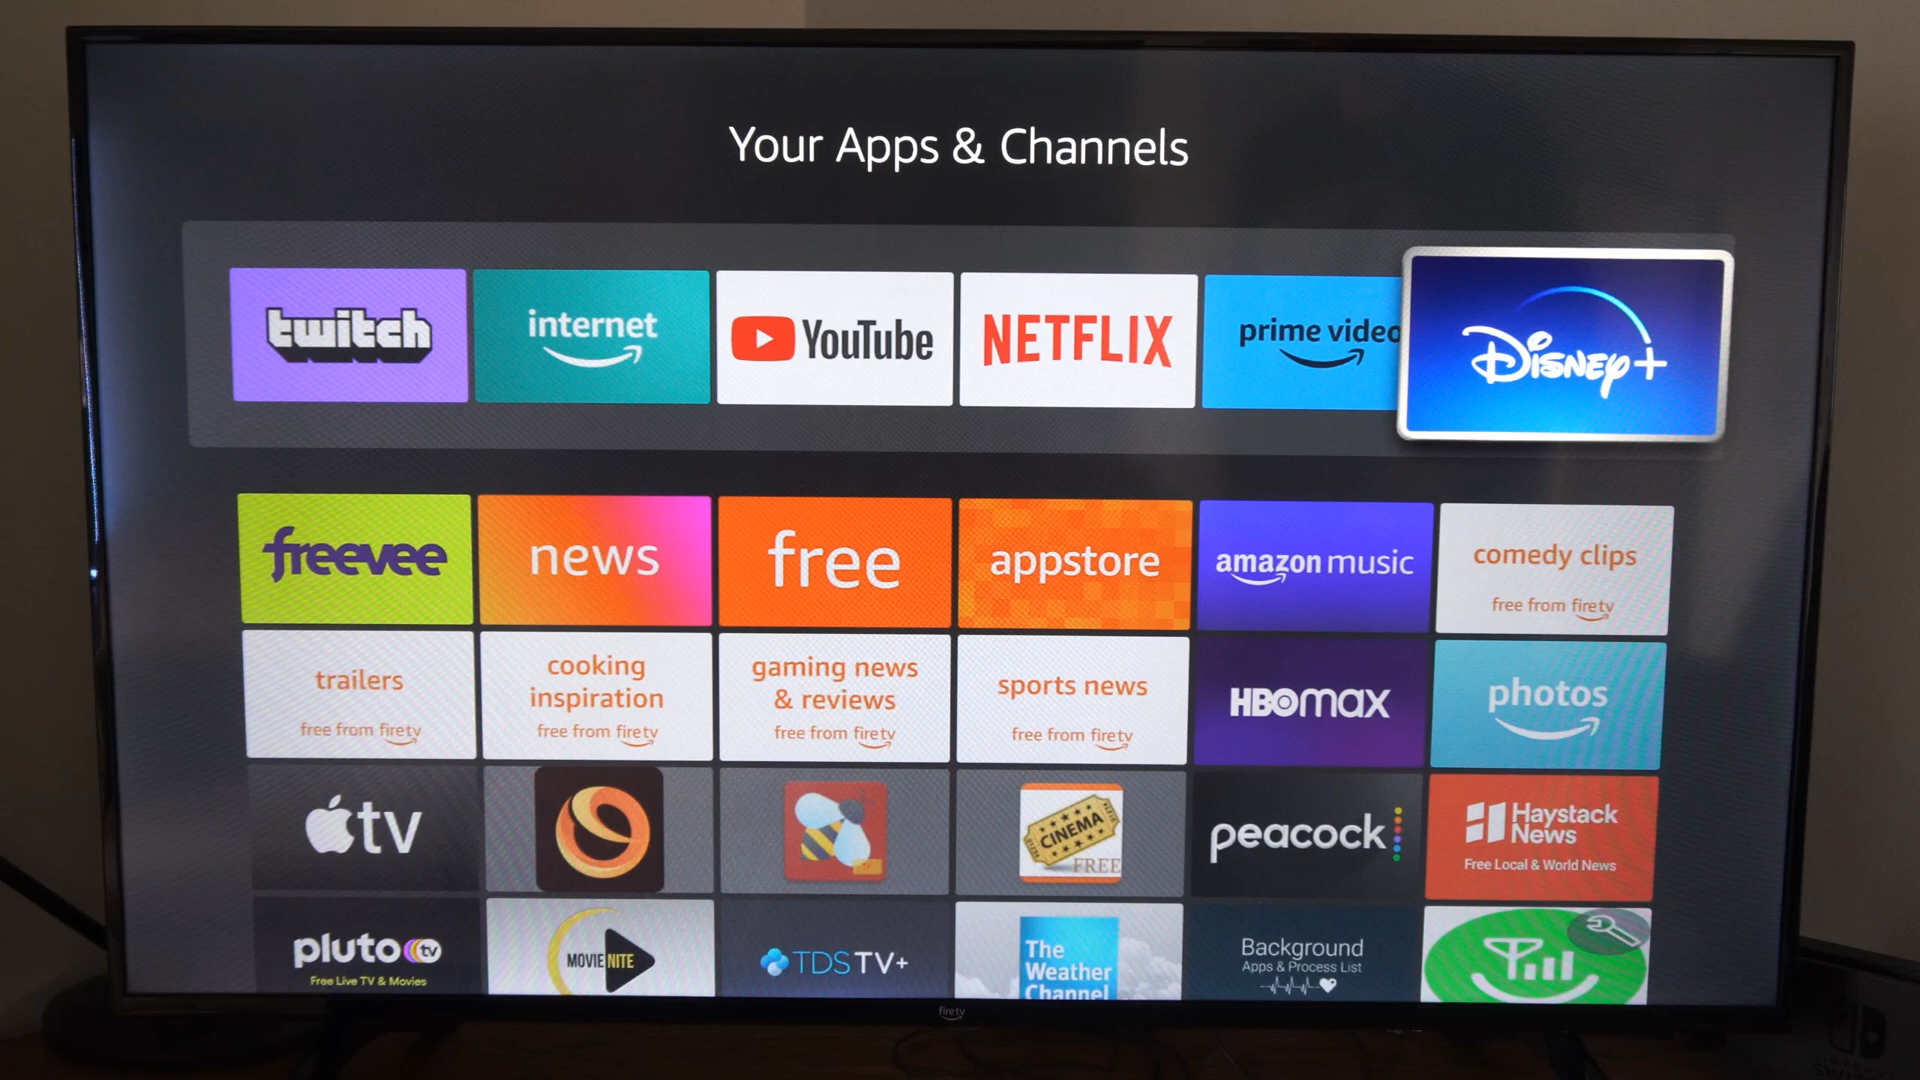 Your Apps & Channels
twitch
internet
YouTube
NETFLIX
prime video
Disney+
freevee
news
free
appstore
amazon music
comedy clips
free from firetv
trailers
free from firetv
cooking
inspiration
free from firetv
gaming news
& reviews
free from firetv
sports news
free from firetv
HBOMAX
photos
tv
CINEMA
FREE
peacock
Haystack
News
Free Local & World News
pluto tv
Free Live TV & Movies
MOVIE NITE
TDS TV+
The
Weather
Channel
Background
Apps & Process List
firetv